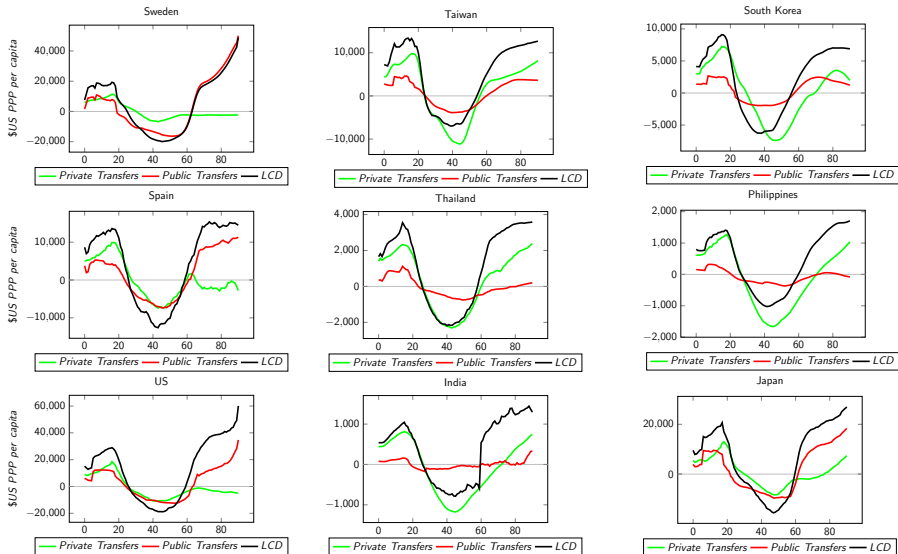 Sweden
Taiwan
South Korea
$US PPP per capita
40,000
20,000
0
−20,000
0 20 40 60 80
10,000
0
−10,000
0 20 40 60 80
10,000
5,000
0
−5,000
0 20 40 60 80
Private Transfers Public Transfers LCD
Private Transfers Public Transfers LCD
Private Transfers Public Transfers LCD
Spain
Thailand
Philippines
$US PPP per capita
10,000
0
−10,000
0 20 40 60 80
4,000
2,000
0
−2,000
0 20 40 60 80
2,000
1,000
0
−1,000
−2,000
0 20 40 60 80
Private Transfers Public Transfers LCD
Private Transfers Public Transfers LCD
Private Transfers Public Transfers LCD
US
India
Japan
$US PPP per capita
60,000
40,000
20,000
0
−20,000
0 20 40 60 80
1,000
0
−1,000
0 20 40 60 80
20,000
0
0 20 40 60 80
Private Transfers Public Transfers LCD
Private Transfers Public Transfers LCD
Private Transfers Public Transfers LCD